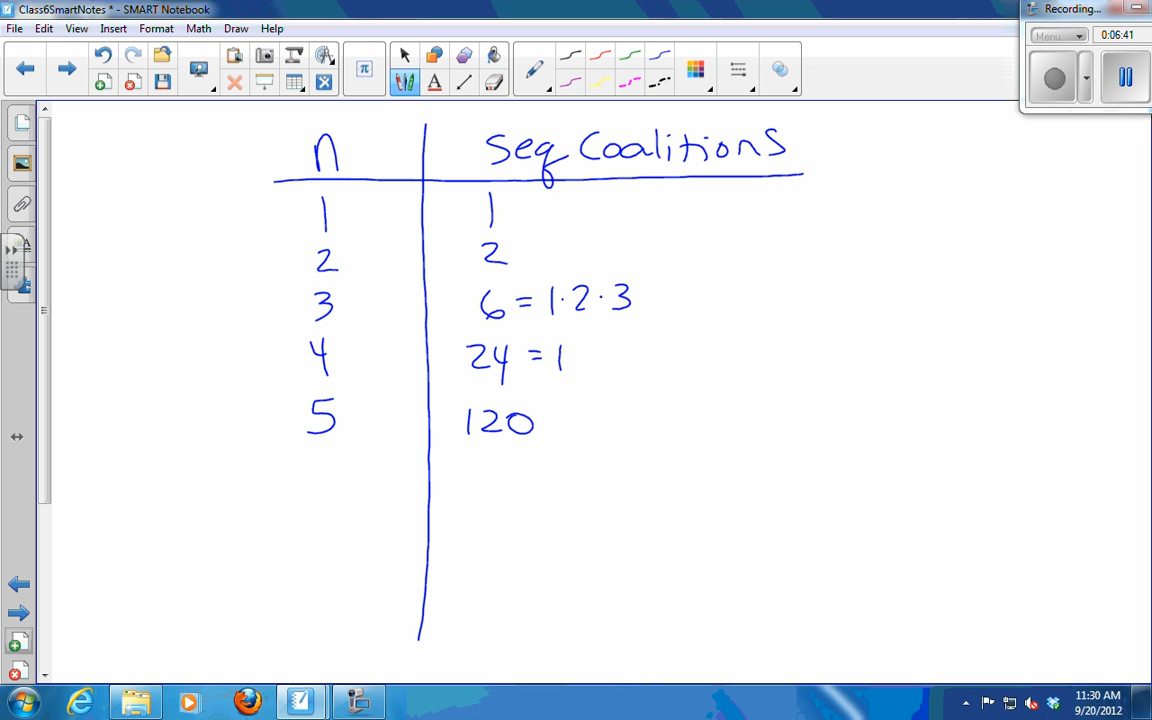 Class6SmartNotes * - SMART Notebook
Recording...
File Edit View Insert Format Math Draw Help
Menu
0:06:41
π
A
n Seq Coalitions
1 1
2 2
3 6 = 1·2·3
4 24 = 1
5 120
11:30 AM
9/20/2012